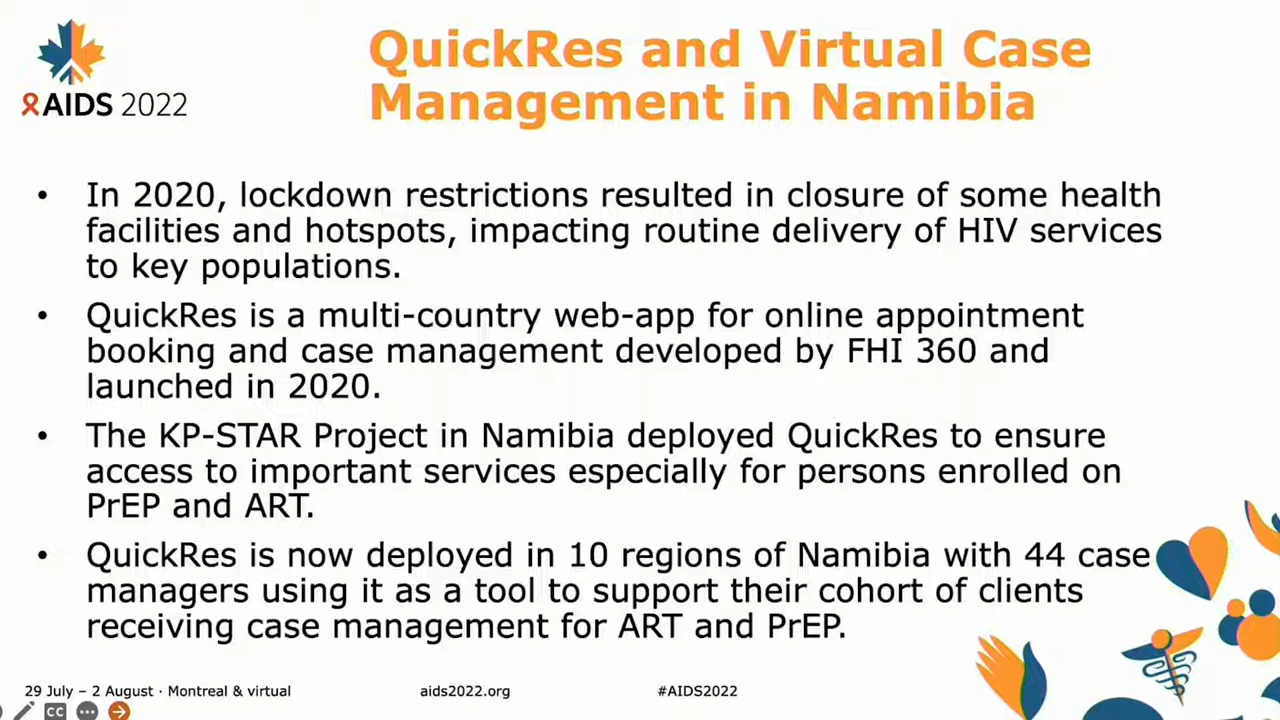 AIDS 2022
QuickRes and Virtual Case
Management in Namibia
• In 2020, lockdown restrictions resulted in closure of some health
facilities and hotspots, impacting routine delivery of HIV services
to key populations.
• QuickRes is a multi-country web-app for online appointment
booking and case management developed by FHI 360 and
launched in 2020.
• The KP-STAR Project in Namibia deployed QuickRes to ensure
access to important services especially for persons enrolled on
PrEP and ART.
• QuickRes is now deployed in 10 regions of Namibia with 44 case
managers using it as a tool to support their cohort of clients
receiving case management for ART and PrEP.
29 July – 2 August · Montreal & virtual
aids2022.org
#AIDS2022
CC